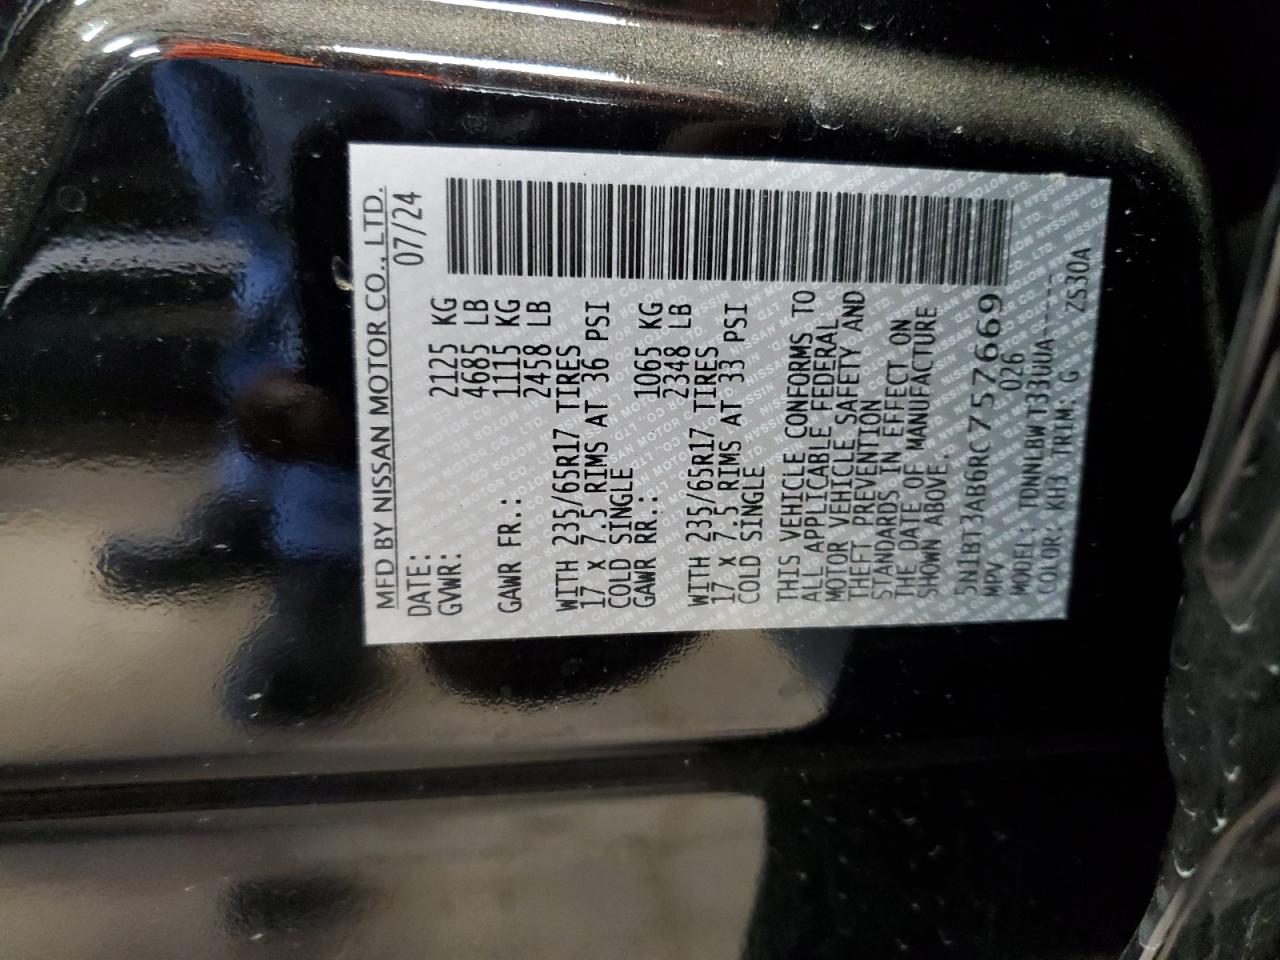 MFD BY NISSAN MOTOR CO., LTD.
DATE: 07/24
GVWR: 2125 KG
4685 LB
GAWR FR.: 1115 KG
2458 LB
WITH 235/65R17 TIRES
17 x 7.5 RIMS AT 36 PSI
COLD SINGLE
GAWR RR.: 1065 KG
2348 LB
WITH 235/65R17 TIRES
17 x 7.5 RIMS AT 33 PSI
COLD SINGLE
THIS VEHICLE CONFORMS TO
ALL APPLICABLE FEDERAL
MOTOR VEHICLE SAFETY AND
THEFT PREVENTION
STANDARDS IN EFFECT ON
THE DATE OF MANUFACTURE
SHOWN ABOVE.
5N1BT3AB6RC757669
MPV 026
MODEL: TDNNLBWT33UUA-----
COLOR: KH3 TRIM: G ZS30A